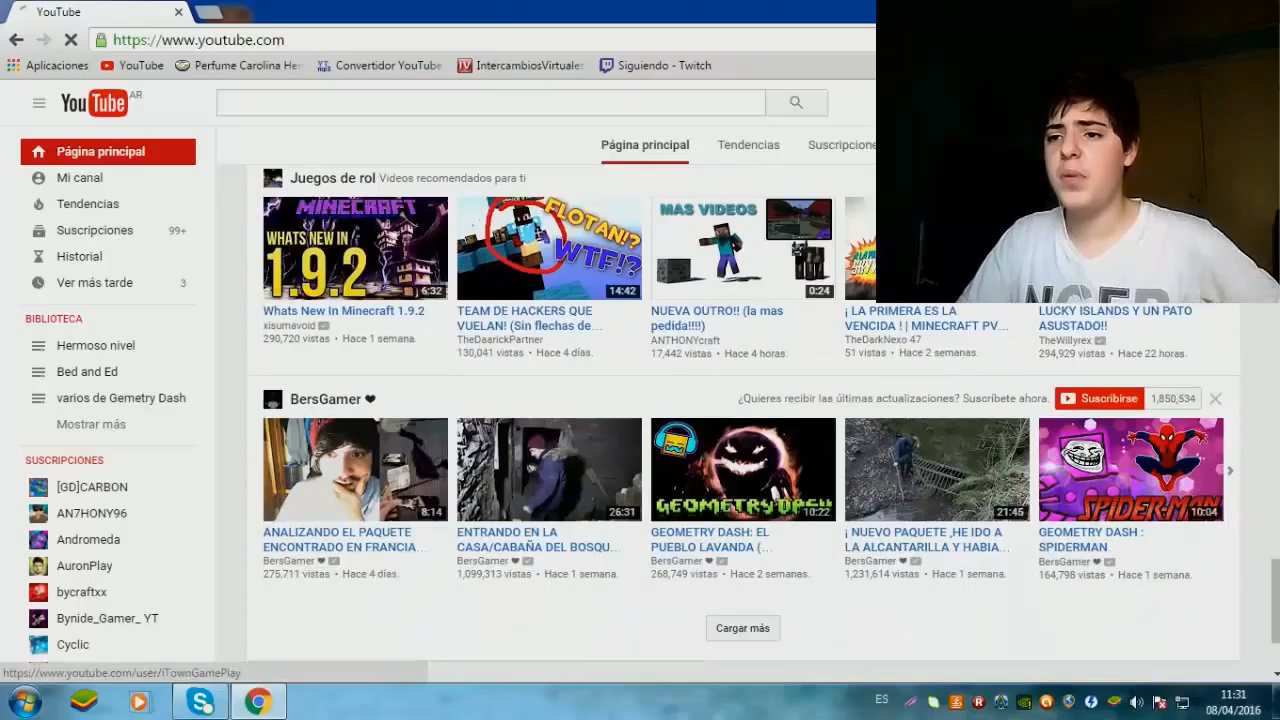 YouTube
https://www.youtube.com
Aplicaciones YouTube Perfume Carolina He Convertidor YouTube IntercambiosVirtuale Siguiendo - Twitch
YouTube AR
Página principal Tendencias Suscripcione
Página principal
Mi canal
Tendencias
Suscripciones 99+
Historial
Ver más tarde 3
BIBLIOTECA
Hermoso nivel
Bed and Ed
varios de Gemetry Dash
Mostrar más
SUSCRIPCIONES
[GD]CARBON
AN7HONY96
Andromeda
AuronPlay
bycraftxx
Bynide_Gamer_ YT
Cyclic
Juegos de rol Videos recomendados para ti
MINECRAFT
WHATS NEW IN
1.9.2
6:32
FLOTAN!?
WTF!?
14:42
MAS VIDEOS
0:24
Whats New In Minecraft 1.9.2
xisumavoid
290,720 vistas • Hace 1 semana.
TEAM DE HACKERS QUE
VUELAN! (Sin flechas de...
TheDaarickPartner
130,041 vistas • Hace 4 días.
NUEVA OUTRO!! (la mas
pedida!!!!)
ANTHONYcraft
17,442 vistas • Hace 4 horas.
¡ LA PRIMERA ES LA
VENCIDA ! | MINECRAFT PV...
TheDarkNexo 47
51 vistas • Hace 2 semanas.
LUCKY ISLANDS Y UN PATO
ASUSTADO!!
TheWillyrex
294,929 vistas • Hace 22 horas.
BersGamer ❤ ¿Quieres recibir las últimas actualizaciones? Suscríbete ahora. Suscribirse 1,850,534
8:14
26:31
GEOMETRY DASH
10:22
21:45
SPIDER-MAN
10:04
ANALIZANDO EL PAQUETE
ENCONTRADO EN FRANCIA...
BersGamer ❤
275,711 vistas • Hace 4 días.
ENTRANDO EN LA
CASA/CABAÑA DEL BOSQU...
BersGamer ❤
1,099,313 vistas • Hace 1 semana.
GEOMETRY DASH: EL
PUEBLO LAVANDA (...
BersGamer ❤
268,749 vistas • Hace 2 semanas.
¡ NUEVO PAQUETE ,HE IDO A
LA ALCANTARILLA Y HABIA...
BersGamer ❤
1,231,614 vistas • Hace 1 semana.
GEOMETRY DASH :
SPIDERMAN
BersGamer ❤
164,798 vistas • Hace 1 semana.
Cargar más
https://www.youtube.com/user/iTownGamePlay
ES
11:31
08/04/2016